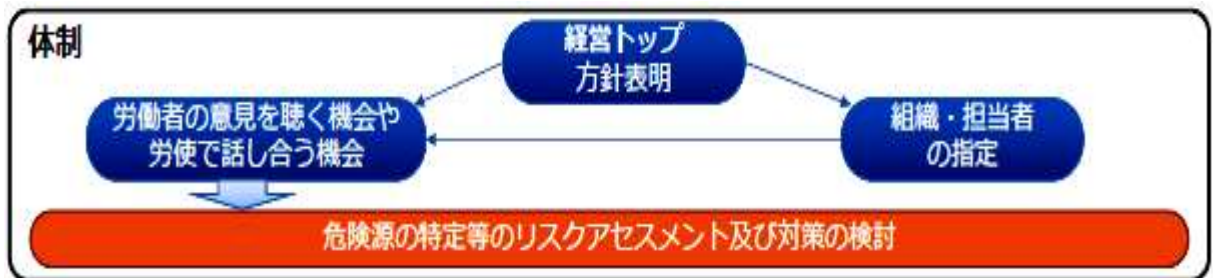 体制
経営トップ
方針表明
労働者の意見を聴く機会や
労使で話し合う機会
組織・担当者
の指定
危険源の特定等のリスクアセスメント及び対策の検討